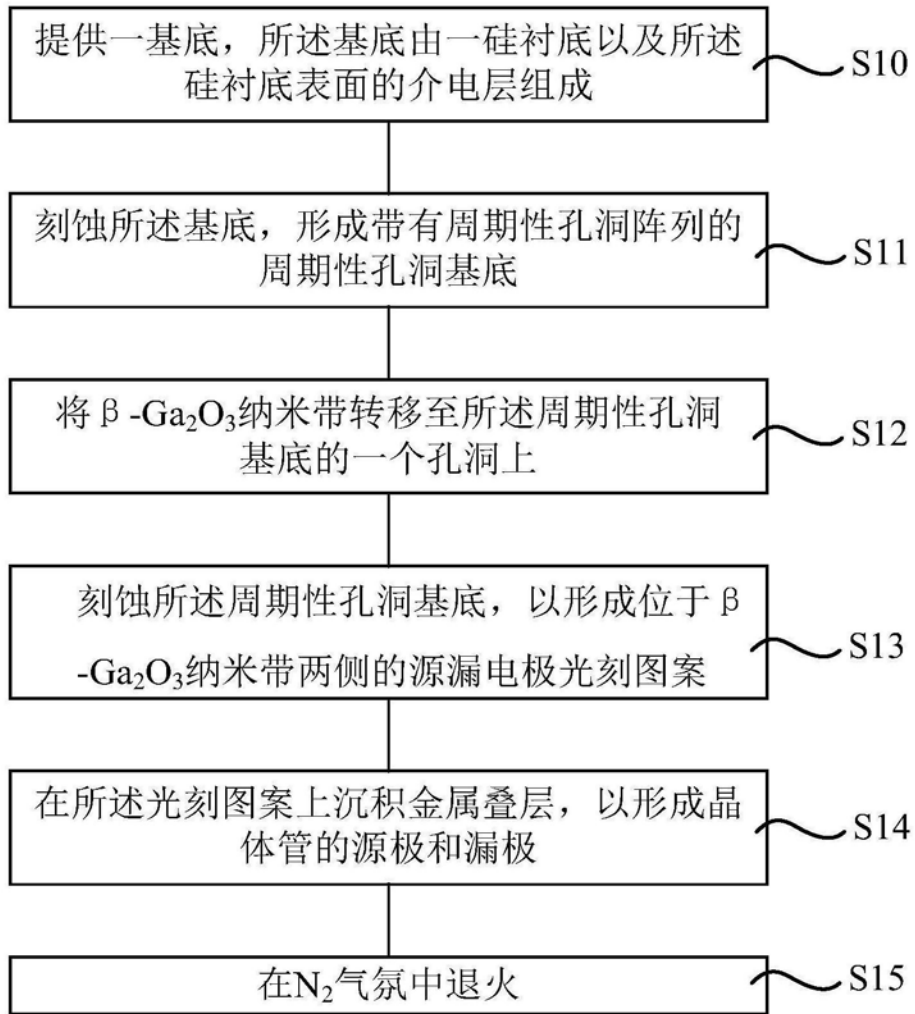 提供一基底，所述基底由一硅衬底以及所述
硅衬底表面的介电层组成
S10
刻蚀所述基底，形成带有周期性孔洞阵列的
周期性孔洞基底
S11
将β-Ga₂O₃纳米带转移至所述周期性孔洞
基底的一个孔洞上
S12
刻蚀所述周期性孔洞基底，以形成位于β
-Ga₂O₃纳米带两侧的源漏电极光刻图案
S13
在所述光刻图案上沉积金属叠层，以形成晶
体管的源极和漏极
S14
在N₂气氛中退火
S15